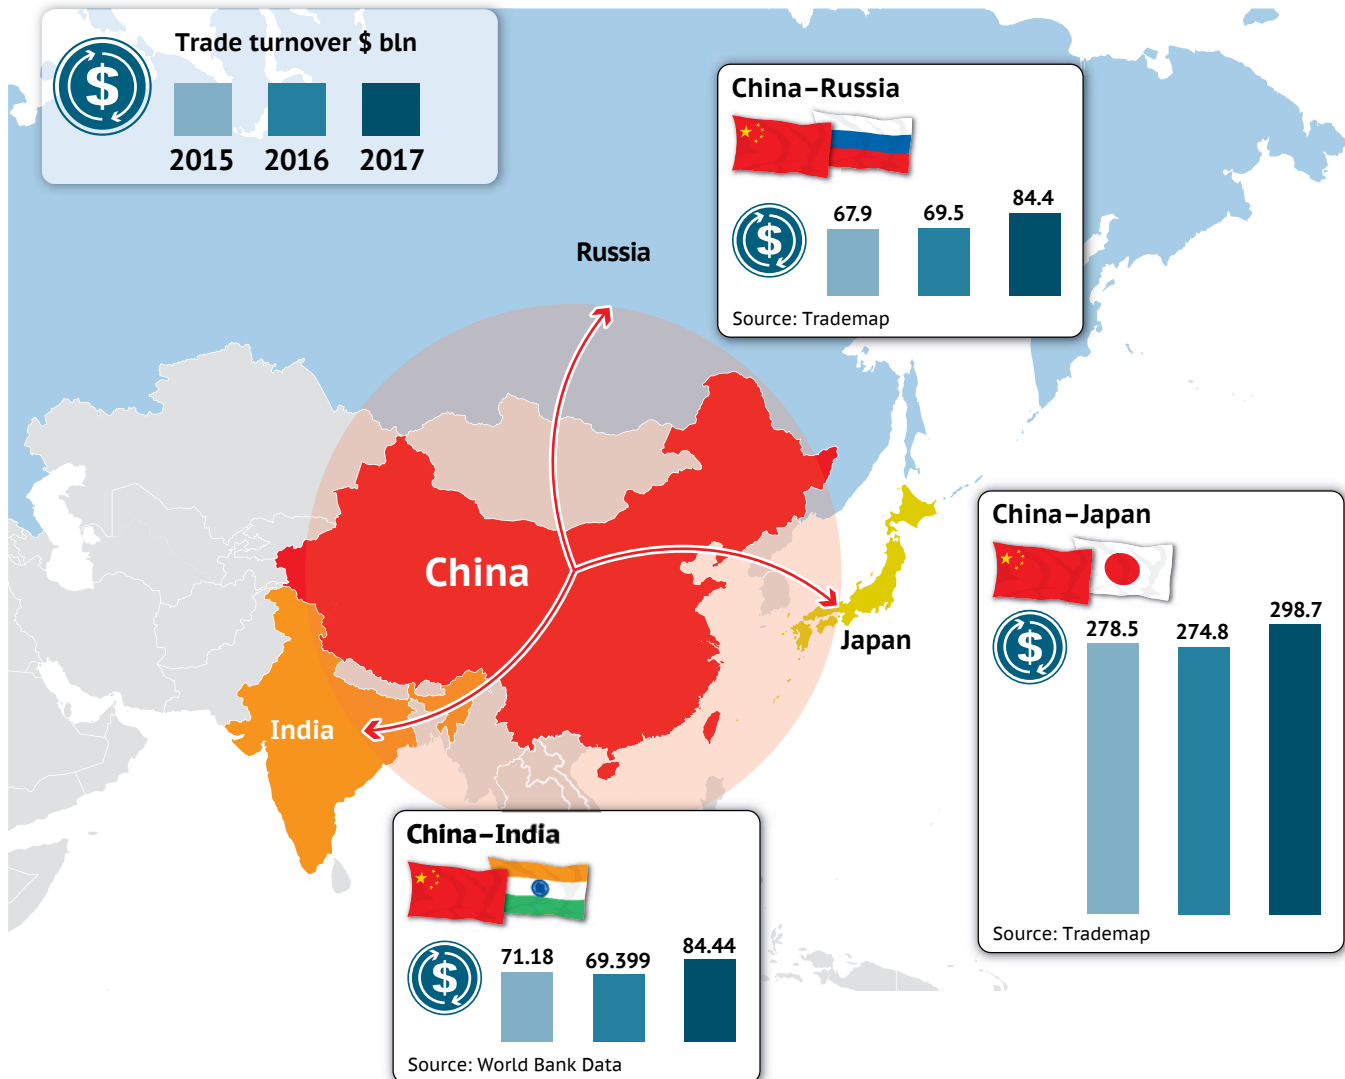 Trade turnover $ bln
$
2015 2016 2017
China–Russia
67.9 69.5 84.4
$
Source: Trademap
Russia
China
Japan
India
China–Japan
278.5 274.8 298.7
$
Source: Trademap
China–India
71.18 69.399 84.44
$
Source: World Bank Data